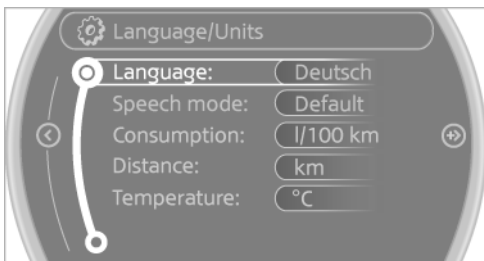 Language/Units
Language: Deutsch
Speech mode: Default
Consumption: l/100 km
Distance: km
Temperature: °C